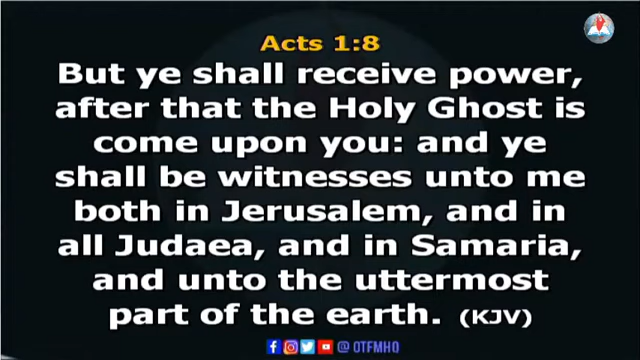 Acts 1:8
But ye shall receive power,
after that the Holy Ghost is
come upon you: and ye
shall be witnesses unto me
both in Jerusalem, and in
all Judaea, and in Samaria,
and unto the uttermost
part of the earth. (KJV)
@ OTFMHQ